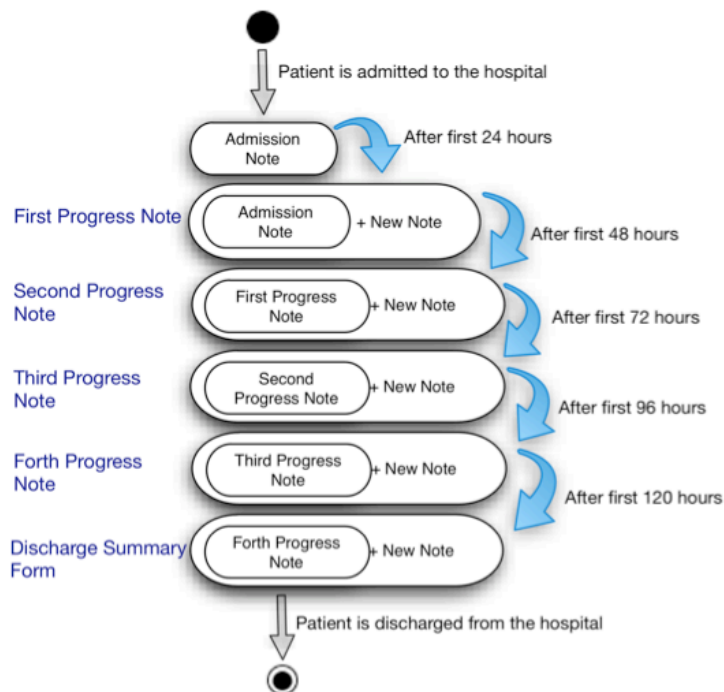 Patient is admitted to the hospital
Admission
Note
After first 24 hours
First Progress Note
Admission
Note
+ New Note
After first 48 hours
Second Progress
Note
First Progress
Note
+ New Note
After first 72 hours
Third Progress
Note
Second
Progress Note
+ New Note
After first 96 hours
Forth Progress
Note
Third Progress
Note
+ New Note
After first 120 hours
Discharge Summary
Form
Forth Progress
Note
+ New Note
Patient is discharged from the hospital